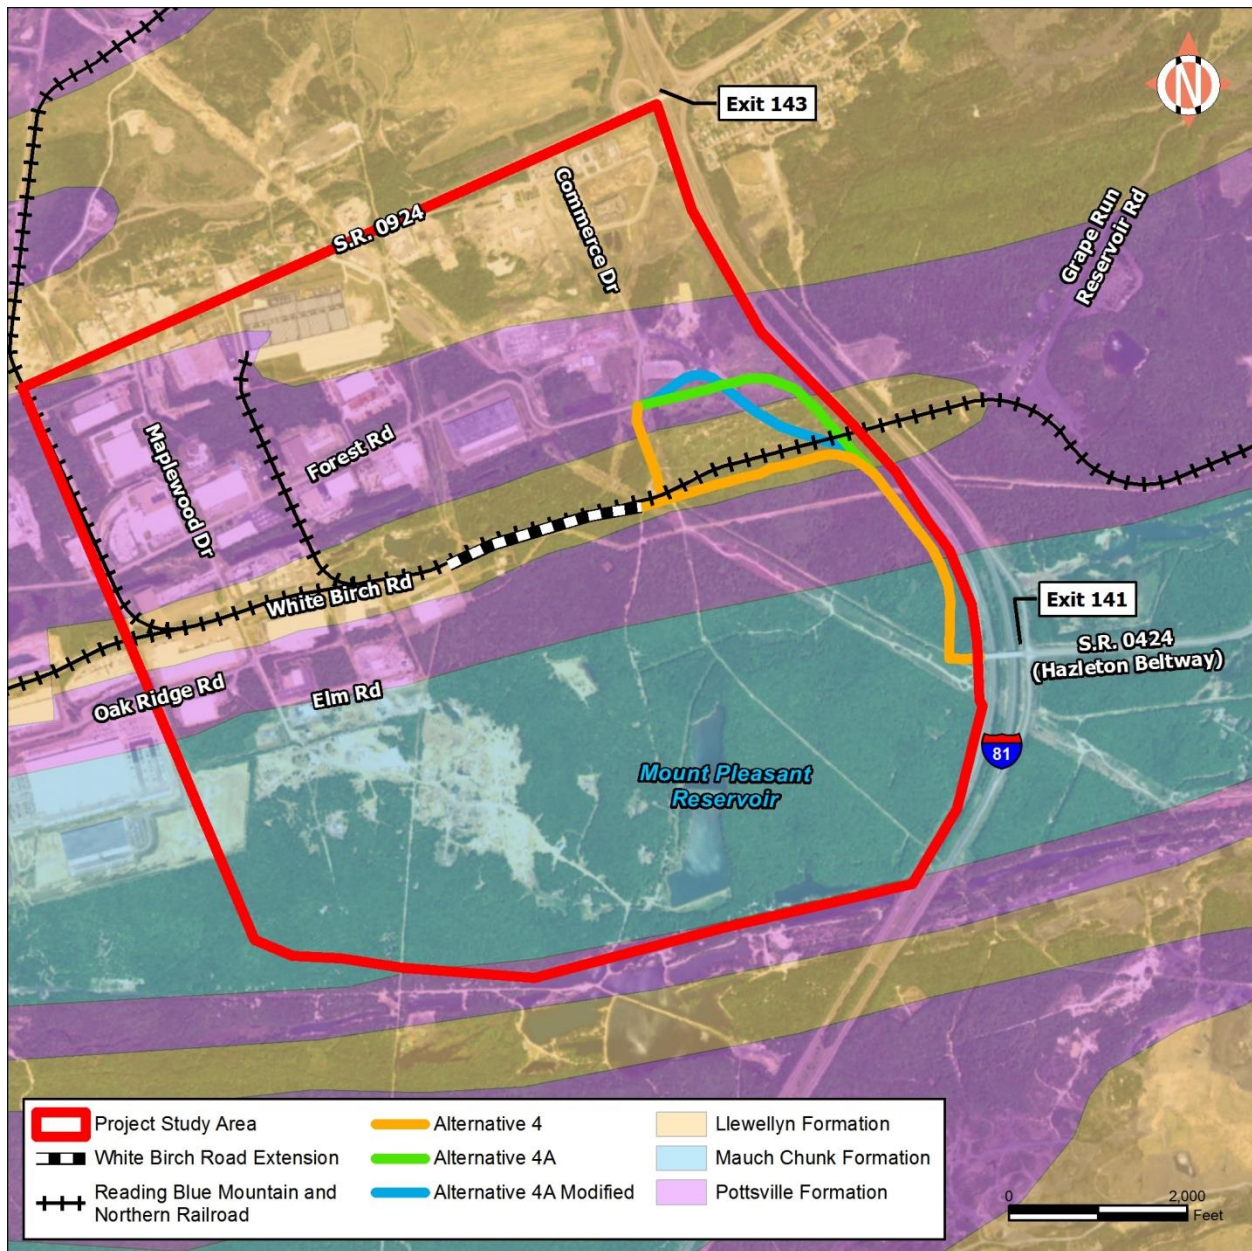 N
Exit 143
Commerce Dr
S.R. 0924
Grape Run
Reservoir Rd
Maplewood Dr
Forest Rd
White Birch Rd
Exit 141
S.R. 0424
(Hazleton Beltway)
Oak Ridge Rd
Elm Rd
81
Mount Pleasant
Reservoir
Project Study Area
White Birch Road Extension
Reading Blue Mountain and
Northern Railroad
Alternative 4
Alternative 4A
Alternative 4A Modified
Llewellyn Formation
Mauch Chunk Formation
Pottsville Formation
0 2,000
Feet